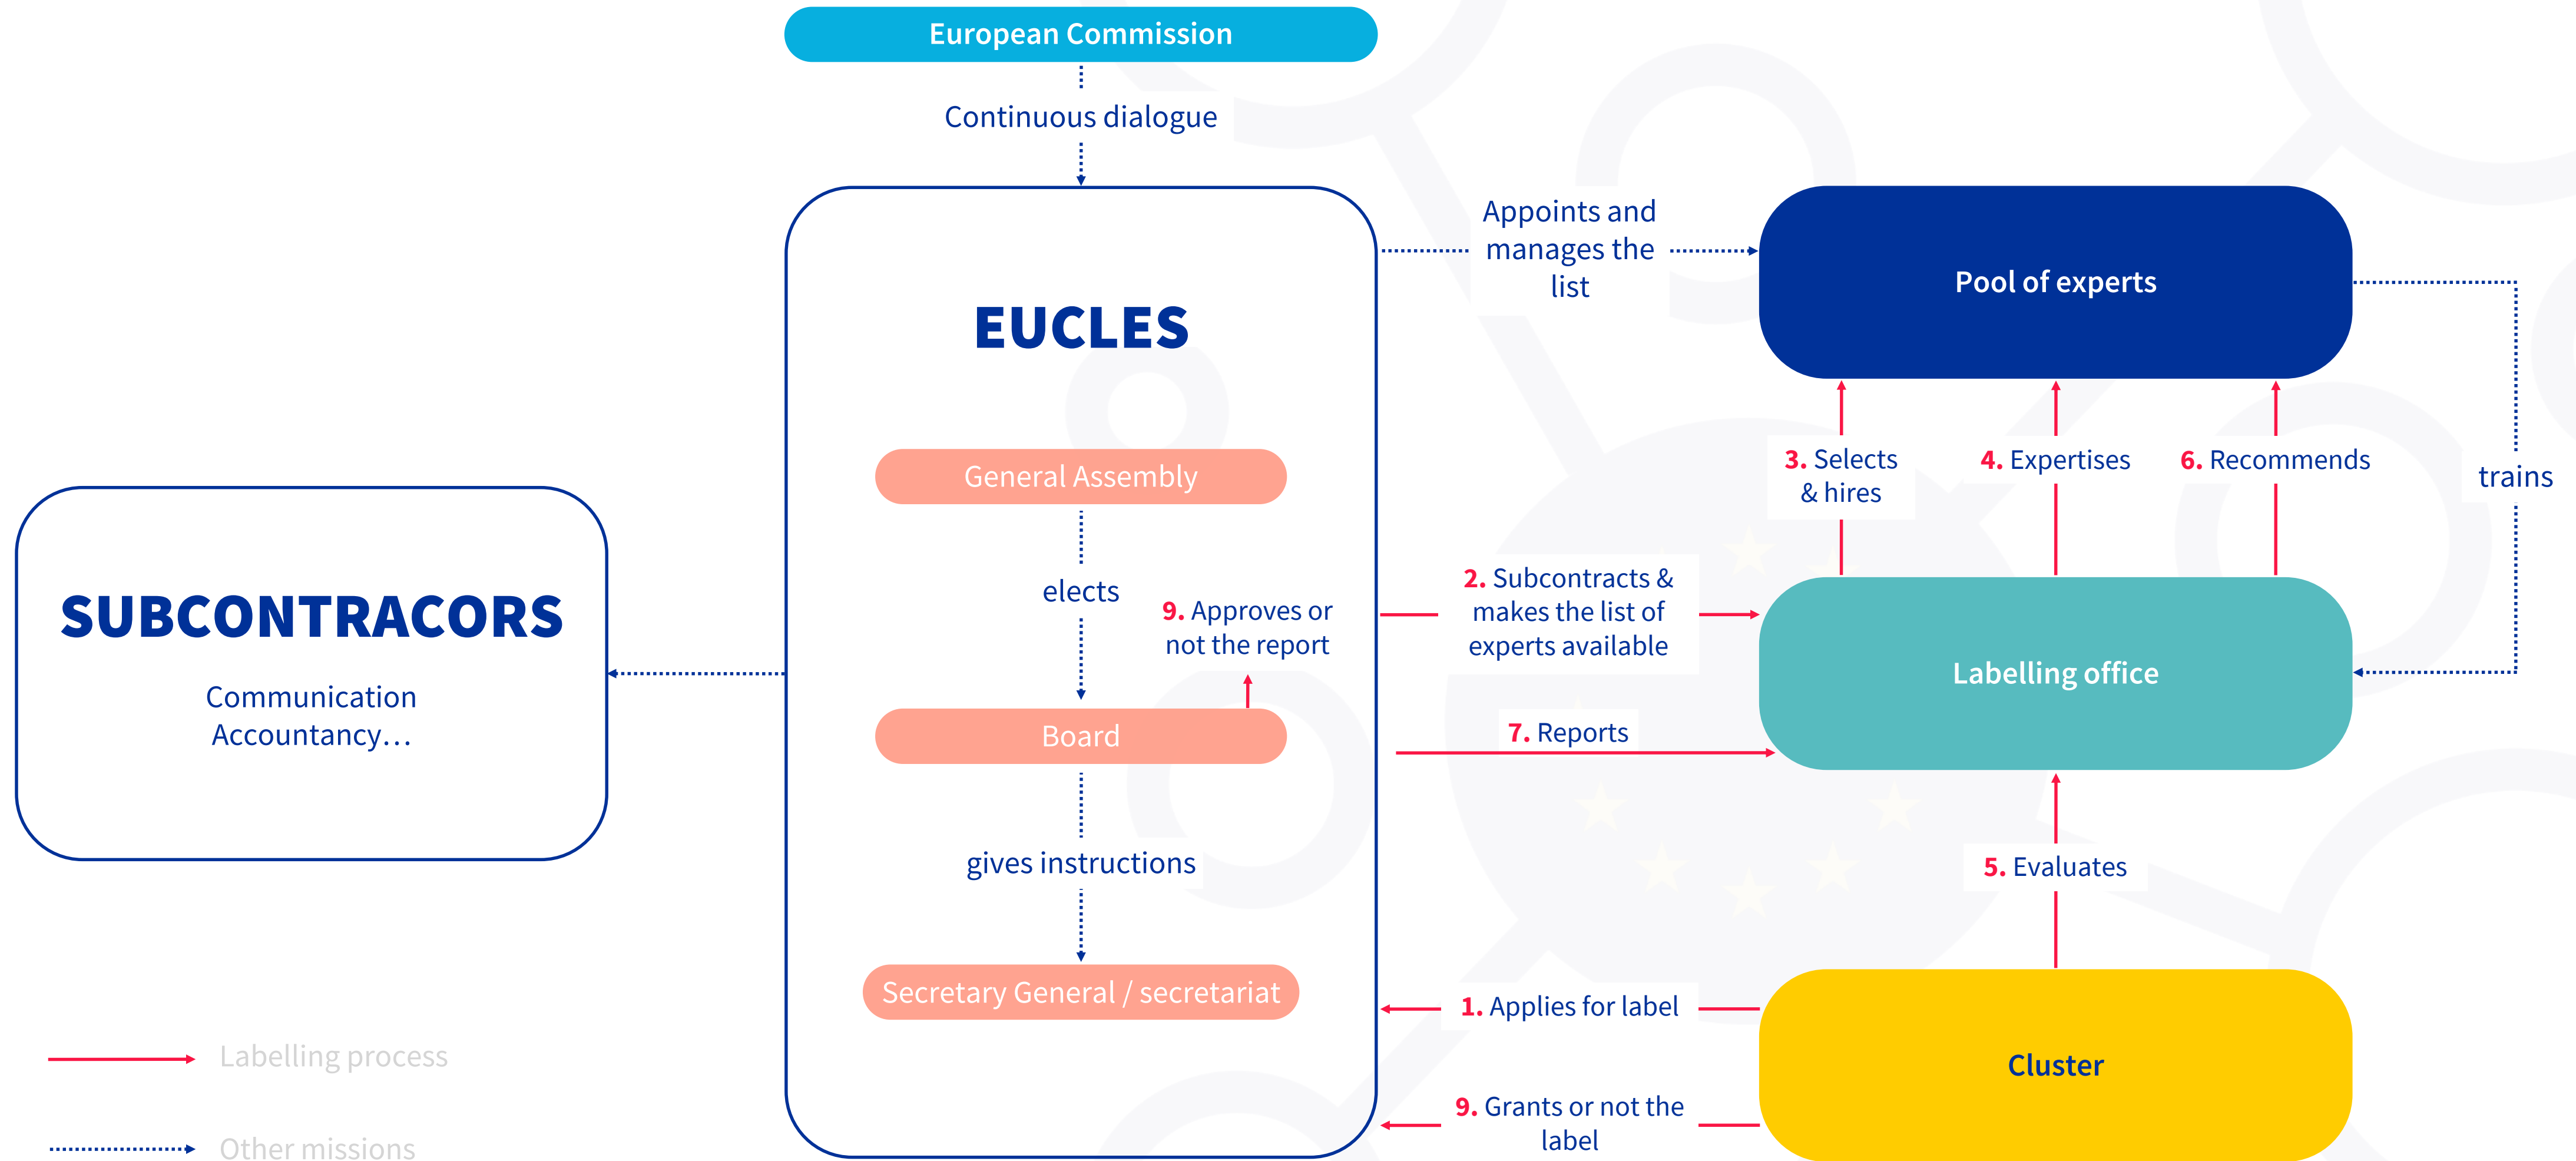 European Commission
Continuous dialogue
EUCLES
General Assembly
elects
9. Approves or
not the report
Board
gives instructions
Secretary General / secretariat
SUBCONTRACORS
Communication
Accountancy…
Labelling process
Other missions
Appoints and
manages the
list
Pool of experts
3. Selects
& hires
4. Expertises
6. Recommends
trains
2. Subcontracts &
makes the list of
experts available
Labelling office
7. Reports
5. Evaluates
1. Applies for label
Cluster
9. Grants or not the
label